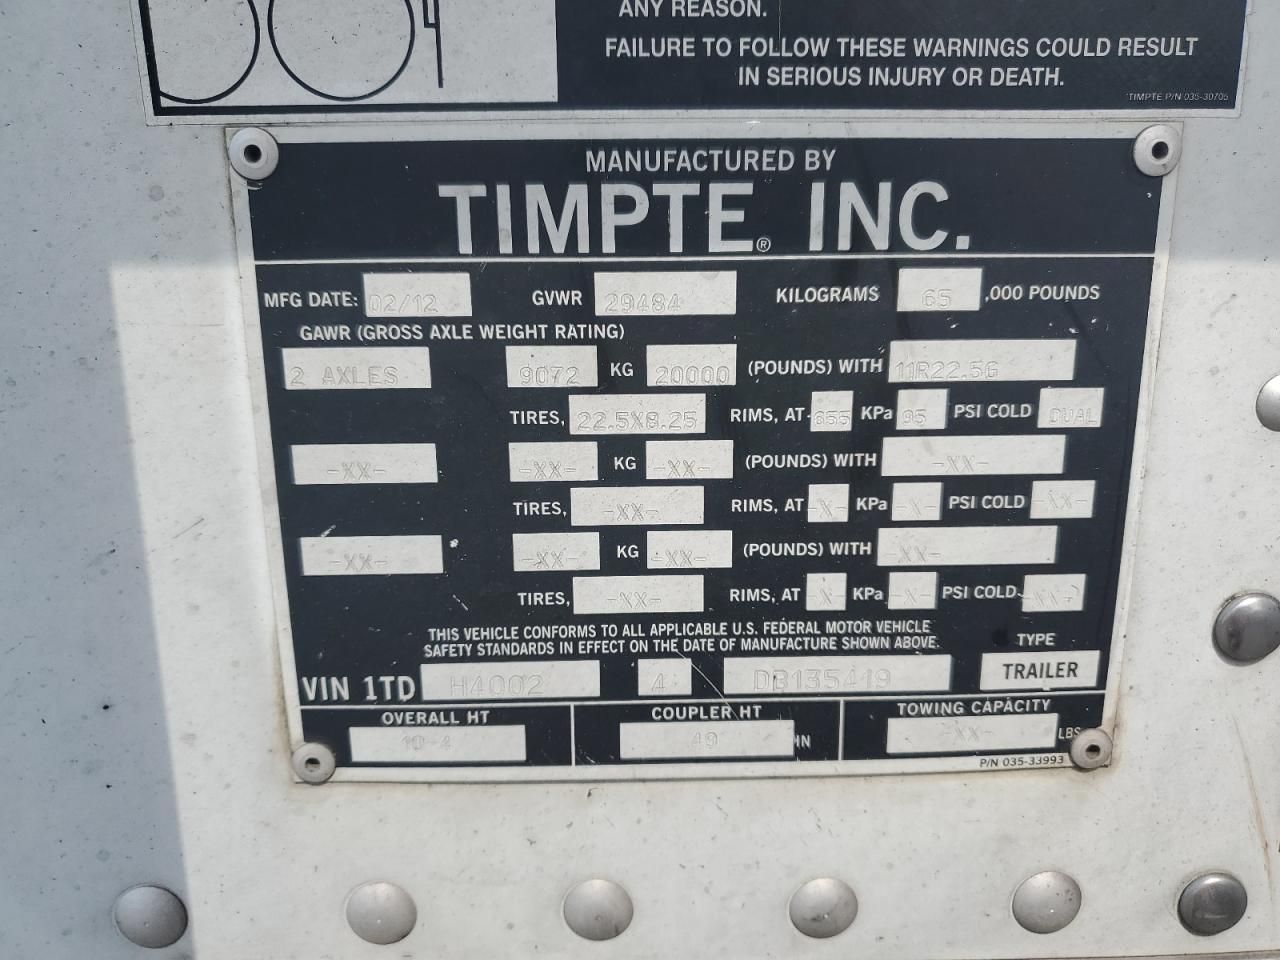 ANY REASON.
FAILURE TO FOLLOW THESE WARNINGS COULD RESULT
IN SERIOUS INJURY OR DEATH.
TIMPTE P/N 035-30705
MANUFACTURED BY
TIMPTE® INC.
MFG DATE: 02/12 GVWR 29484 KILOGRAMS 65 ,000 POUNDS
GAWR (GROSS AXLE WEIGHT RATING)
2 AXLES 9072 KG 20000 (POUNDS) WITH 11R22.5G
TIRES, 22.5X8.25 RIMS, AT 655 KPa 95 PSI COLD DUAL
-XX- -XX- KG -XX- (POUNDS) WITH -XX-
TIRES, -XX- RIMS, AT -X- KPa -X- PSI COLD -XX-
-XX- -XX- KG -XX- (POUNDS) WITH -XX-
TIRES, -XX- RIMS, AT -X- KPa -X- PSI COLD
THIS VEHICLE CONFORMS TO ALL APPLICABLE U.S. FEDERAL MOTOR VEHICLE
SAFETY STANDARDS IN EFFECT ON THE DATE OF MANUFACTURE SHOWN ABOVE.
TYPE
VIN 1TD H4002 4 DB135419 TRAILER
OVERALL HT COUPLER HT TOWING CAPACITY
10-4 49 IN -XX- LBS
P/N 035-33993